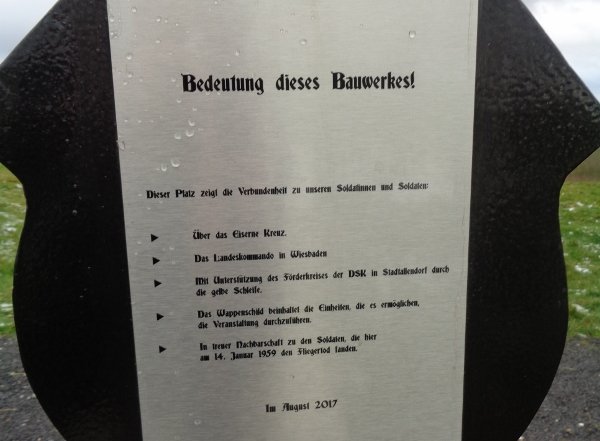 Bedeutung dieses Bauwerkes!
Dieser Platz zeigt die Verbundenheit zu unseren Soldatinnen und Soldaten:
► Über das Eiserne Kreuz.
► Das Landeskommando in Wiesbaden
► Mit Unterstützung des Förderkreises der DSK in Stadtallendorf durch
die gelbe Schleife.
► Das Wappenschild beinhaltet die Einheiten, die es ermöglichen,
die Veranstaltung durchzuführen.
► In treuer Nachbarschaft zu den Soldaten, die hier
am 14. Januar 1959 den Fliegertod fanden.
Im August 2017